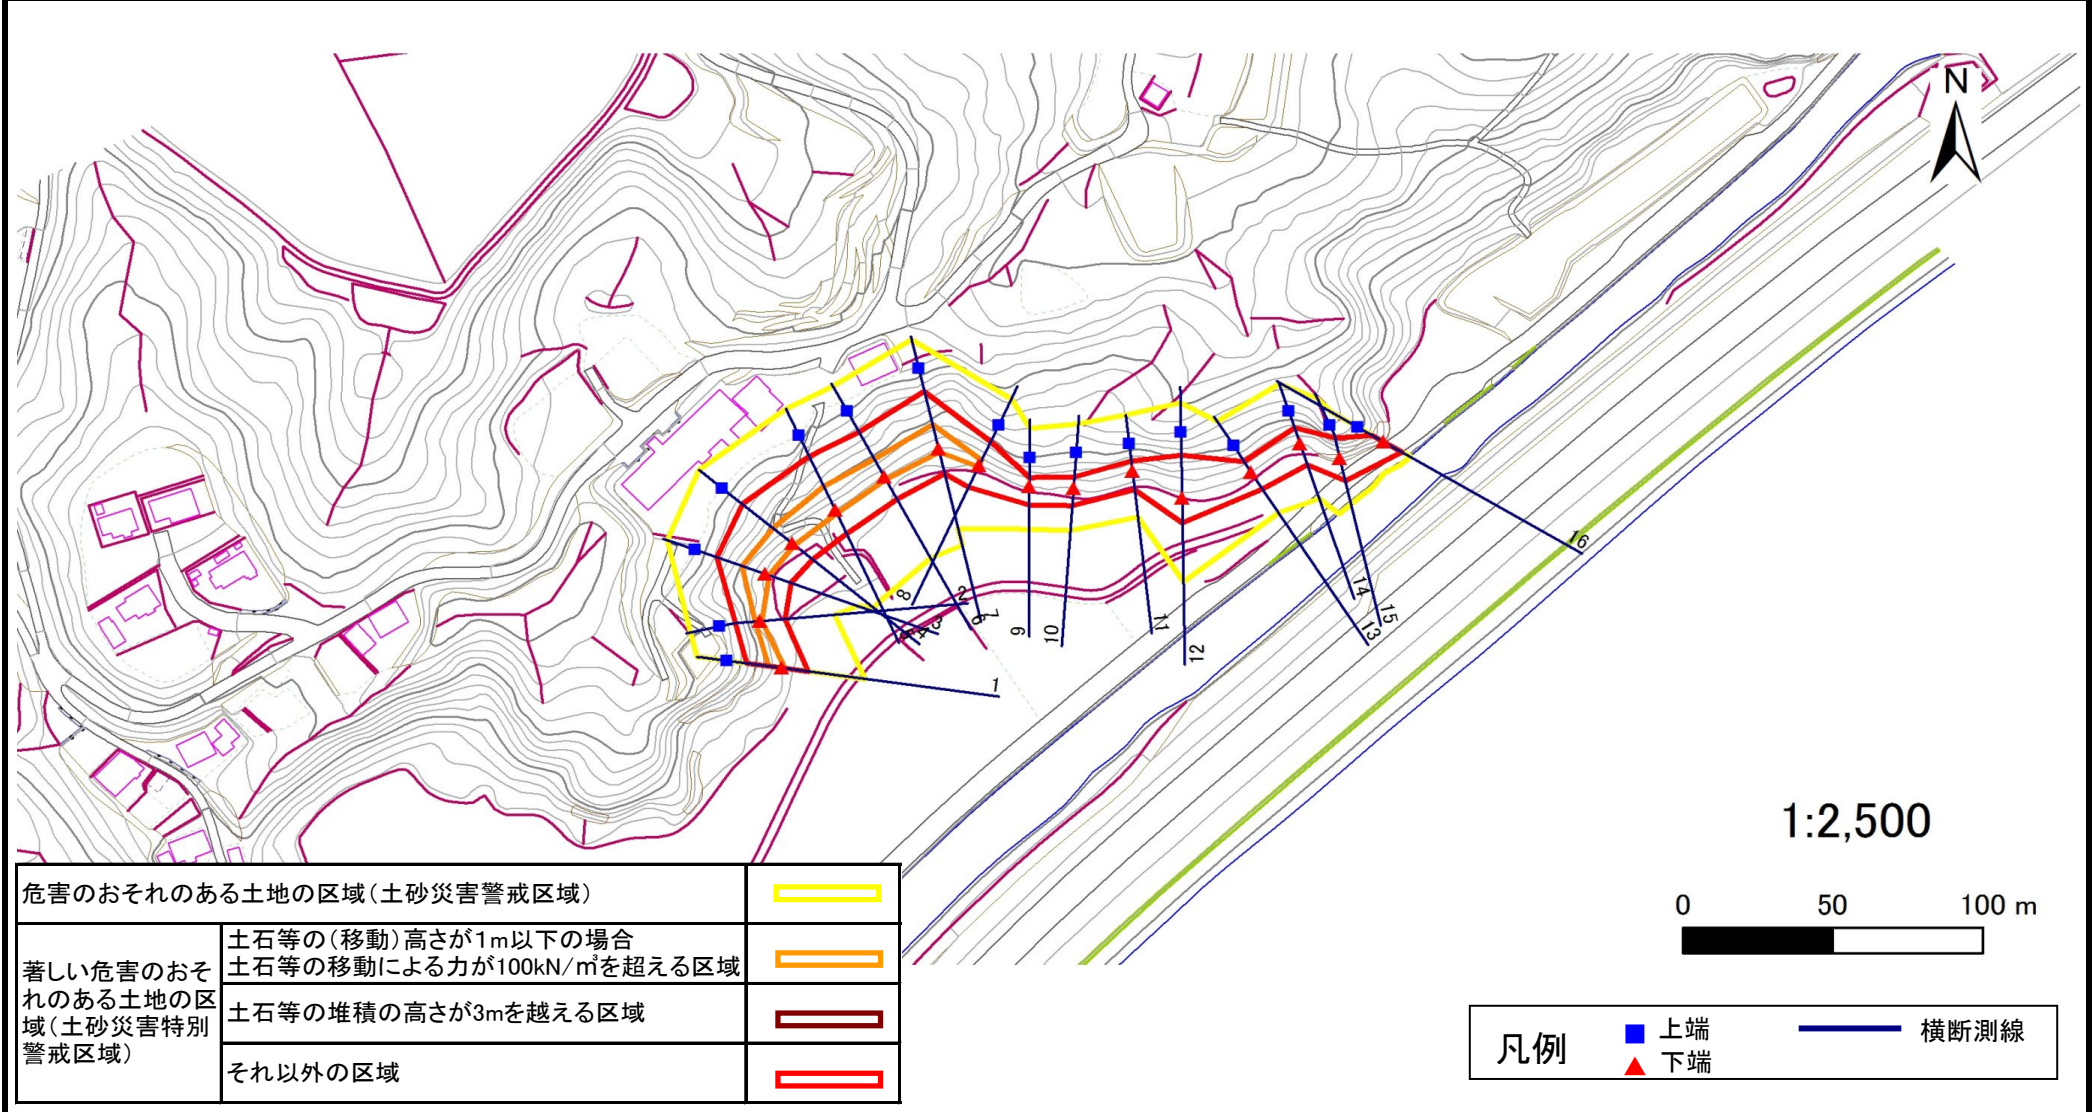 N
8
2
7
6
3
4
9
10
11
12
13
14
15
16
1
1:2,500
0 50 100 m
危害のおそれのある土地の区域(土砂災害警戒区域)
著しい危害のおそ
れのある土地の区
域(土砂災害特別
警戒区域)
土石等の(移動)高さが1m以下の場合
土石等の移動による力が100kN/㎥を超える区域
土石等の堆積の高さが3mを越える区域
それ以外の区域
凡例
上端
下端
横断測線